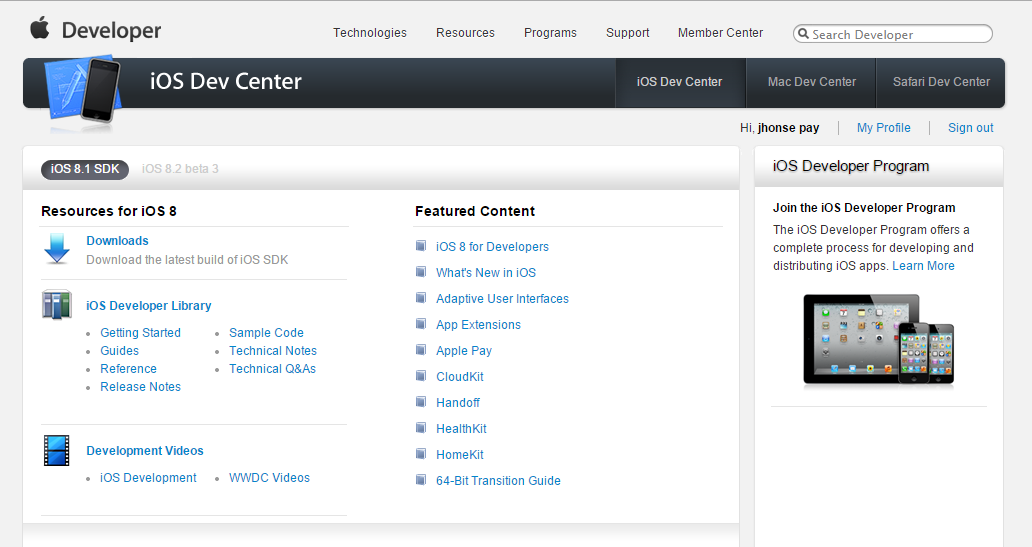 Developer
Technologies Resources Programs Support Member Center
Search Developer
iOS Dev Center
iOS Dev Center Mac Dev Center Safari Dev Center
Hi, jhonse pay My Profile Sign out
iOS 8.1 SDK iOS 8.2 beta 3
Resources for iOS 8
Downloads
Download the latest build of iOS SDK
iOS Developer Library
Getting Started Sample Code
Guides Technical Notes
Reference Technical Q&As
Release Notes
Development Videos
iOS Development WWDC Videos
Featured Content
iOS 8 for Developers
What's New in iOS
Adaptive User Interfaces
App Extensions
Apple Pay
CloudKit
Handoff
HealthKit
HomeKit
64-Bit Transition Guide
iOS Developer Program
Join the iOS Developer Program
The iOS Developer Program offers a
complete process for developing and
distributing iOS apps. Learn More